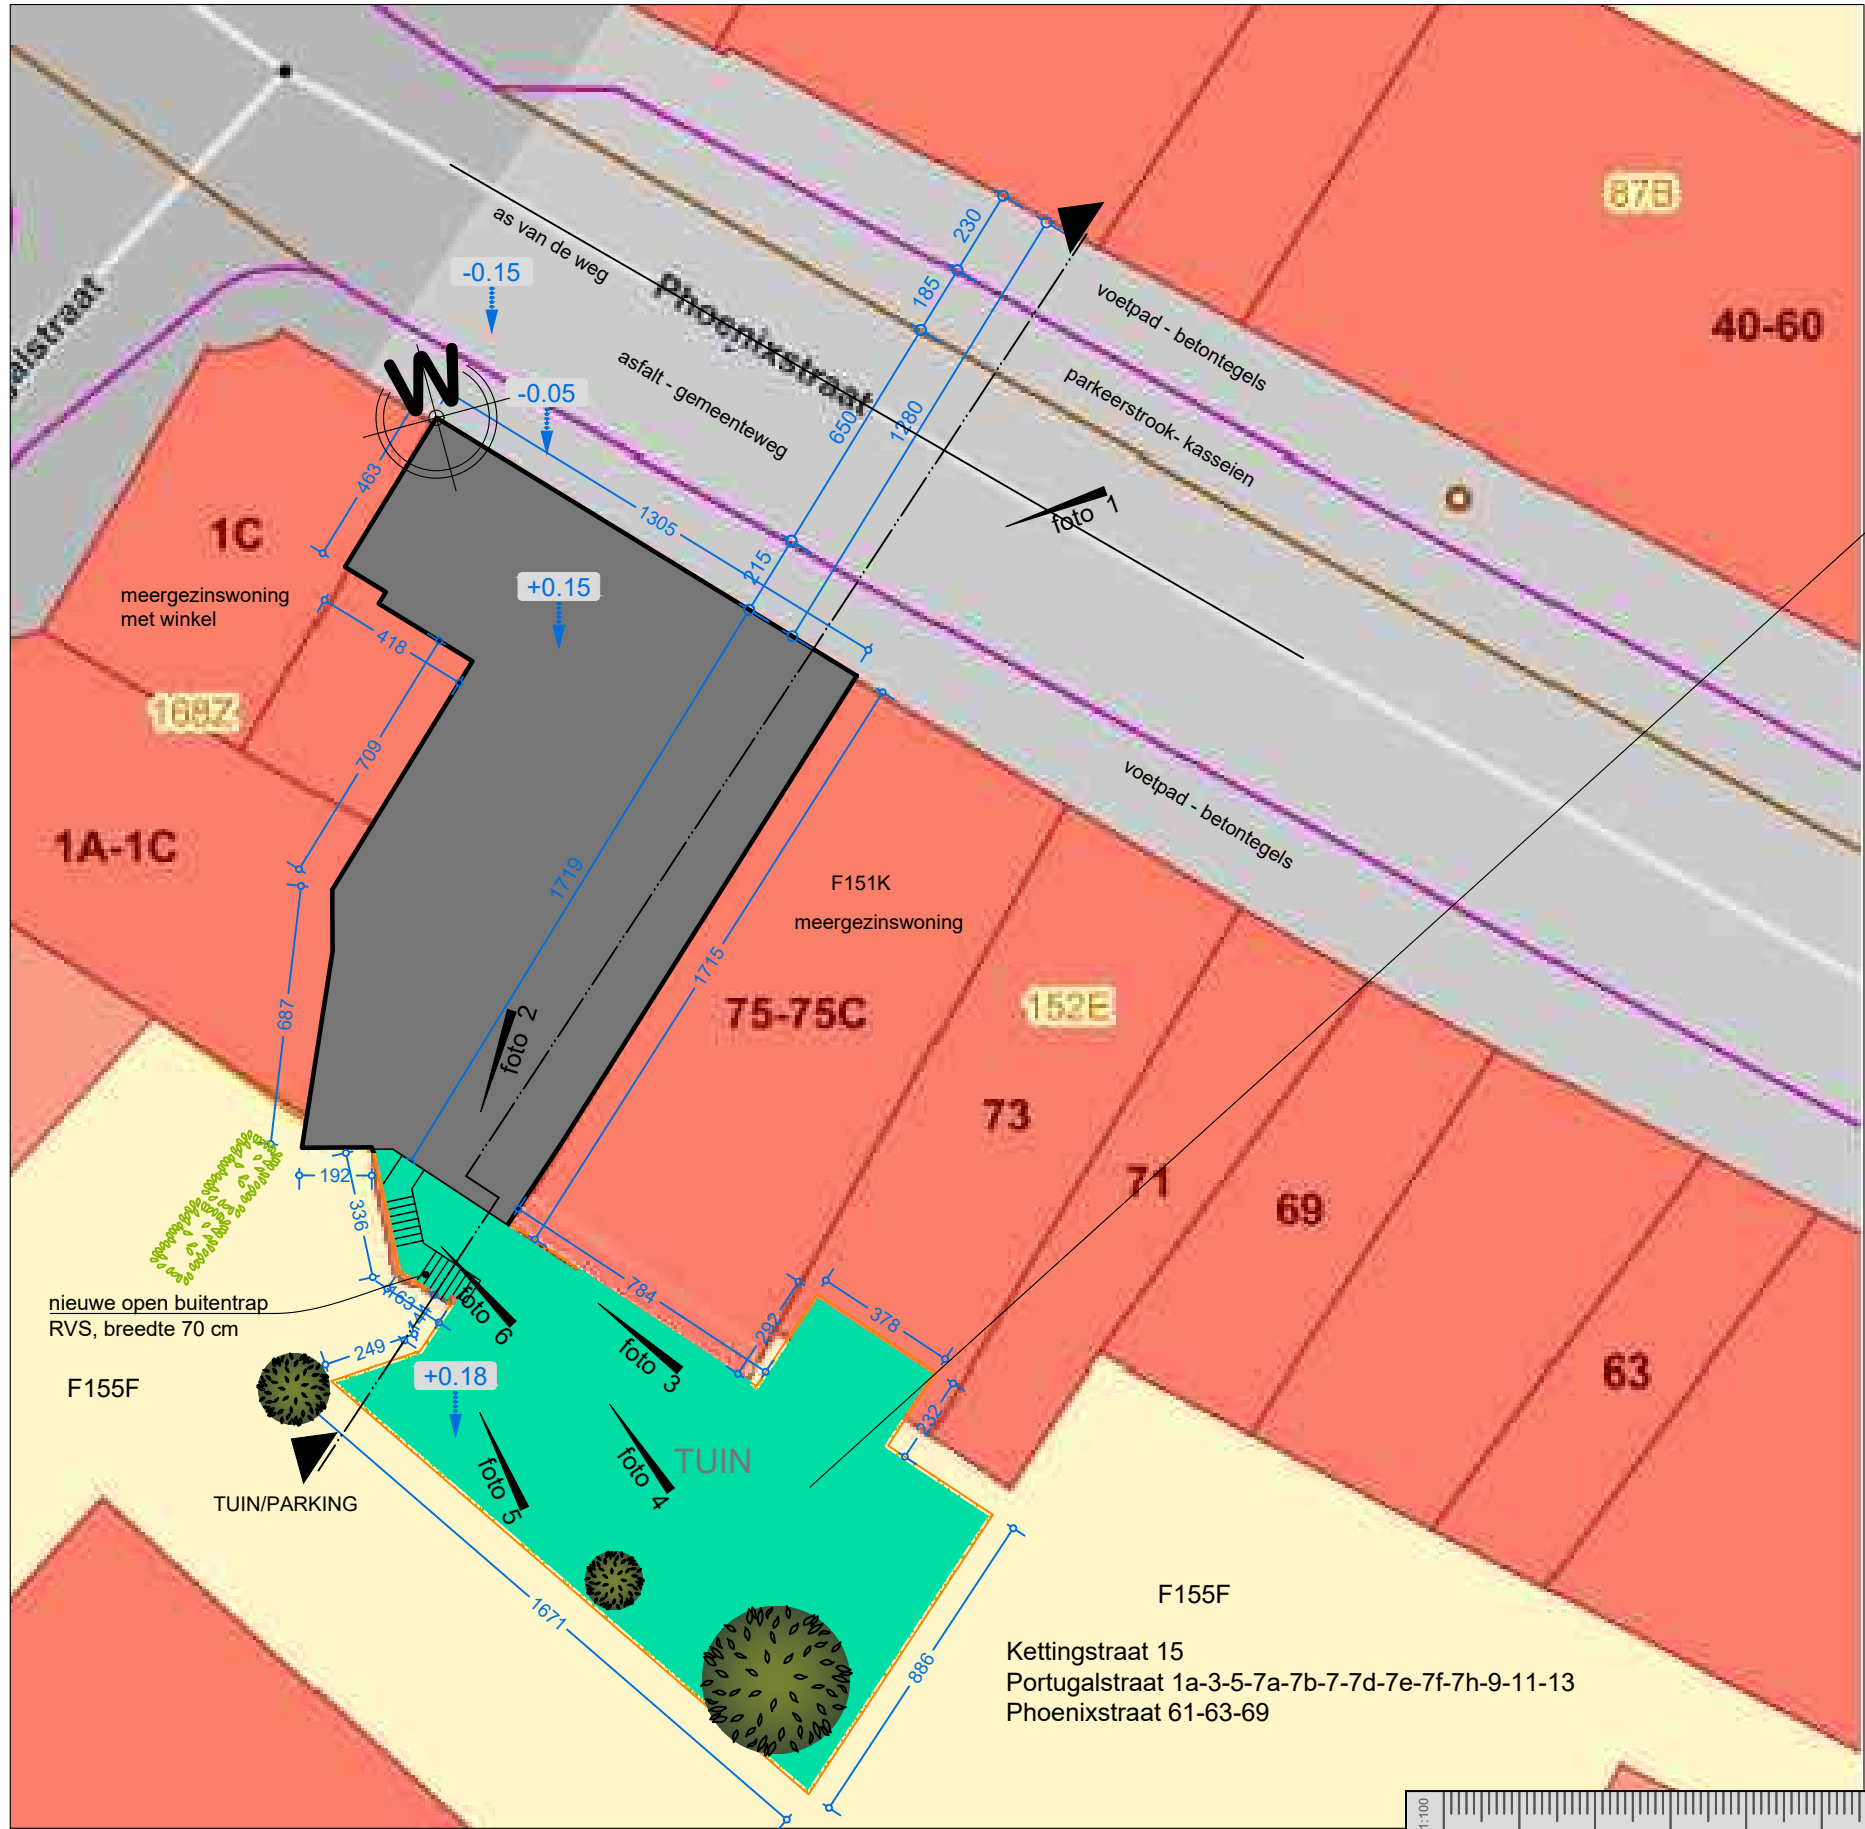 87B
40-60
230
185
as van de weg
-0.15
Phoenixstraat
voetpad - betontegels
asfalt - gemeenteweg
parkeerstrook- kasseien
650
1280
W
-0.05
463
1305
foto 1
215
1C
meergezinswoning
met winkel
+0.15
418
168Z
709
1A-1C
1719
voetpad - betontegels
F151K
meergezinswoning
1715
75-75C
152E
687
foto 2
73
71
69
63
192
336
nieuwe open buitentrap
RVS, breedte 70 cm
163
foto 6
784
292
378
249
foto 3
+0.18
F155F
232
TUIN
foto 4
foto 5
TUIN/PARKING
1671
886
F155F
Kettingstraat 15
Portugalstraat 1a-3-5-7a-7b-7-7d-7e-7f-7h-9-11-13
Phoenixstraat 61-63-69
1:100